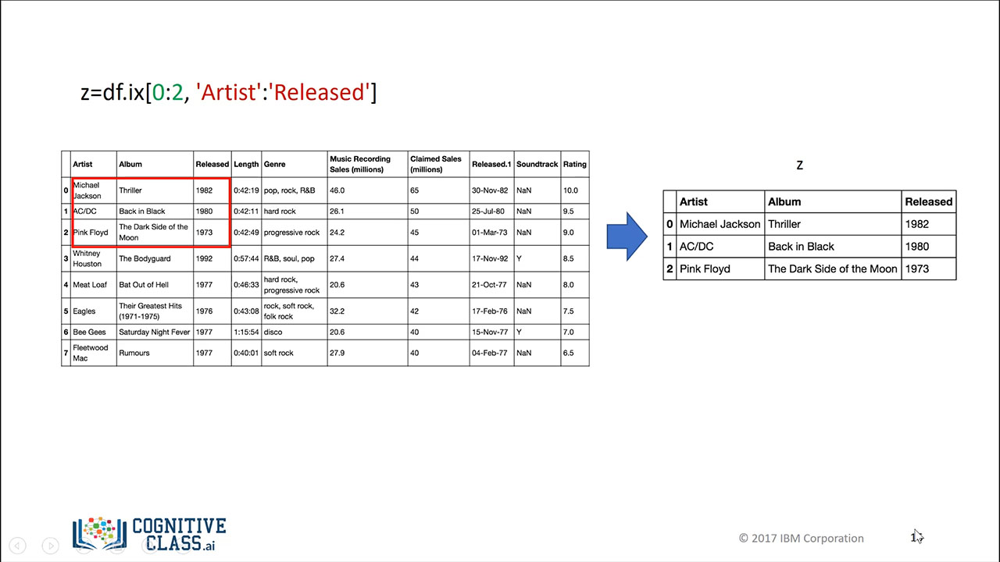 z=df.ix[0:2, 'Artist':'Released']
Artist Album Released Length Genre Music Recording Sales (millions) Claimed Sales (millions) Released.1 Soundtrack Rating
0 Michael Jackson Thriller 1982 0:42:19 pop, rock, R&B 46.0 65 30-Nov-82 NaN 10.0
1 AC/DC Back in Black 1980 0:42:11 hard rock 26.1 50 25-Jul-80 NaN 9.5
2 Pink Floyd The Dark Side of the Moon 1973 0:42:49 progressive rock 24.2 45 01-Mar-73 NaN 9.0
3 Whitney Houston The Bodyguard 1992 0:57:44 R&B, soul, pop 27.4 44 17-Nov-92 Y 8.5
4 Meat Loaf Bat Out of Hell 1977 0:46:33 hard rock, progressive rock 20.6 43 21-Oct-77 NaN 8.0
5 Eagles Their Greatest Hits (1971-1975) 1976 0:43:08 rock, soft rock, folk rock 32.2 42 17-Feb-76 NaN 7.5
6 Bee Gees Saturday Night Fever 1977 1:15:54 disco 20.6 40 15-Nov-77 Y 7.0
7 Fleetwood Mac Rumours 1977 0:40:01 soft rock 27.9 40 04-Feb-77 NaN 6.5
z
Artist Album Released
0 Michael Jackson Thriller 1982
1 AC/DC Back in Black 1980
2 Pink Floyd The Dark Side of the Moon 1973
COGNITIVE
CLASS.ai
© 2017 IBM Corporation